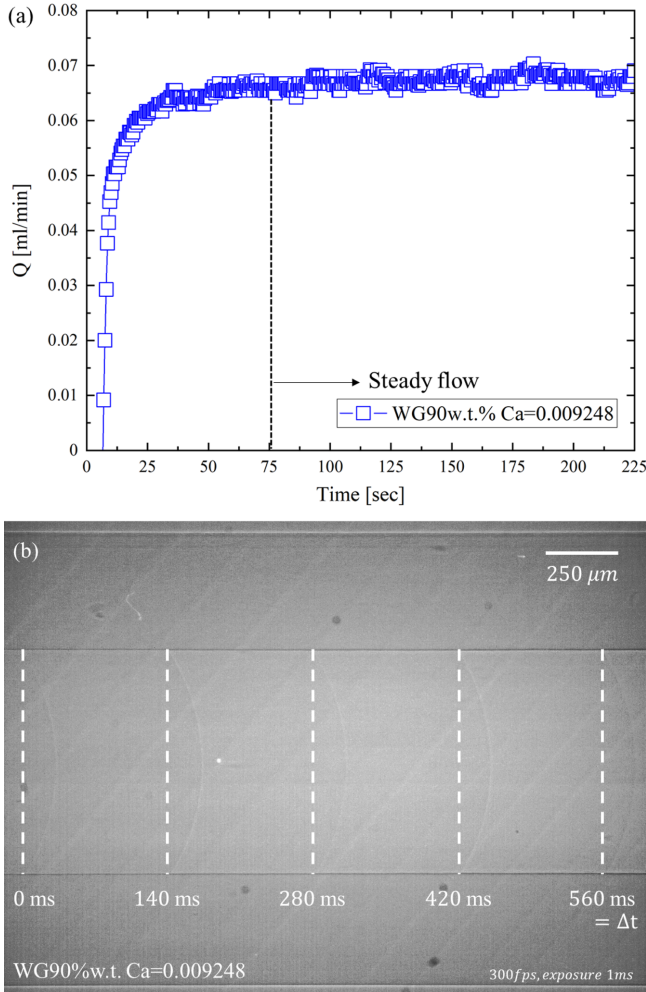 (a)
0.08
0.07
0.06
0.05
0.04
0.03
0.02
0.01
0
Q [ml/min]
Steady flow
WG90w.t.% Ca=0.009248
0 25 50 75 100 125 150 175 200 225
Time [sec]
(b)
250 μm
0 ms 140 ms 280 ms 420 ms 560 ms
= Δt
WG90%w.t. Ca=0.009248
300fps, exposure 1ms